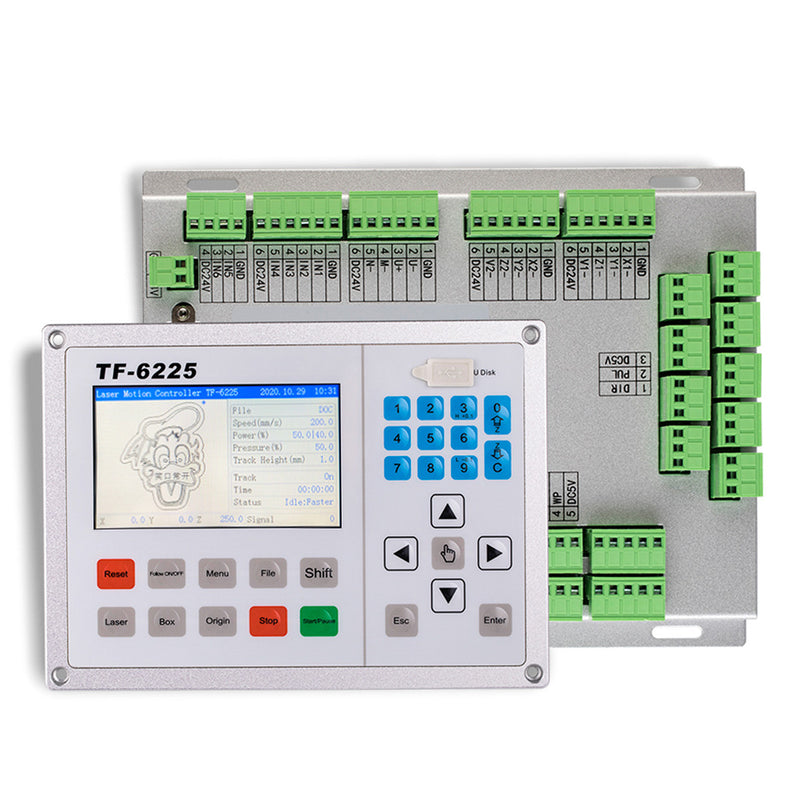 1 GND
2 IN5
3 IN6
4 DC24V
1 GND
2 IN1
3 IN2
4 IN3
5 IN4
6 DC24V
1 GND
2 U-
3 U+
4 M-
5 N-
6 DC24V
1 GND
2 X2-
3 Y2-
4 Z2-
5 V2-
6 DC24V
1 GND
2 X1-
3 Y1-
4 Z1-
5 V1-
6 DC24V
1 DIR
2 PUL
3 DC5V
4 WP
5 DC5V
TF-6225
U Disk
Laser Motion Controller TF-6225 2020.10.29 10:31
File DOC
Speed(mm/s) 200.0
Power(%) 50.0|40.0
Pressure(%) 50.0
Track Height(mm) 1.0
Track On
Time 00:00:00
Status Idle:Faster
笑口常开
X 0.0 Y 0.0 Z 250.0 Signal 0
1 2 3 0
Z
4 5 6
7 8 9 C
Z
Reset Follow ON/OFF Menu File Shift
Laser Box Origin Stop Start/Pause
Esc Enter